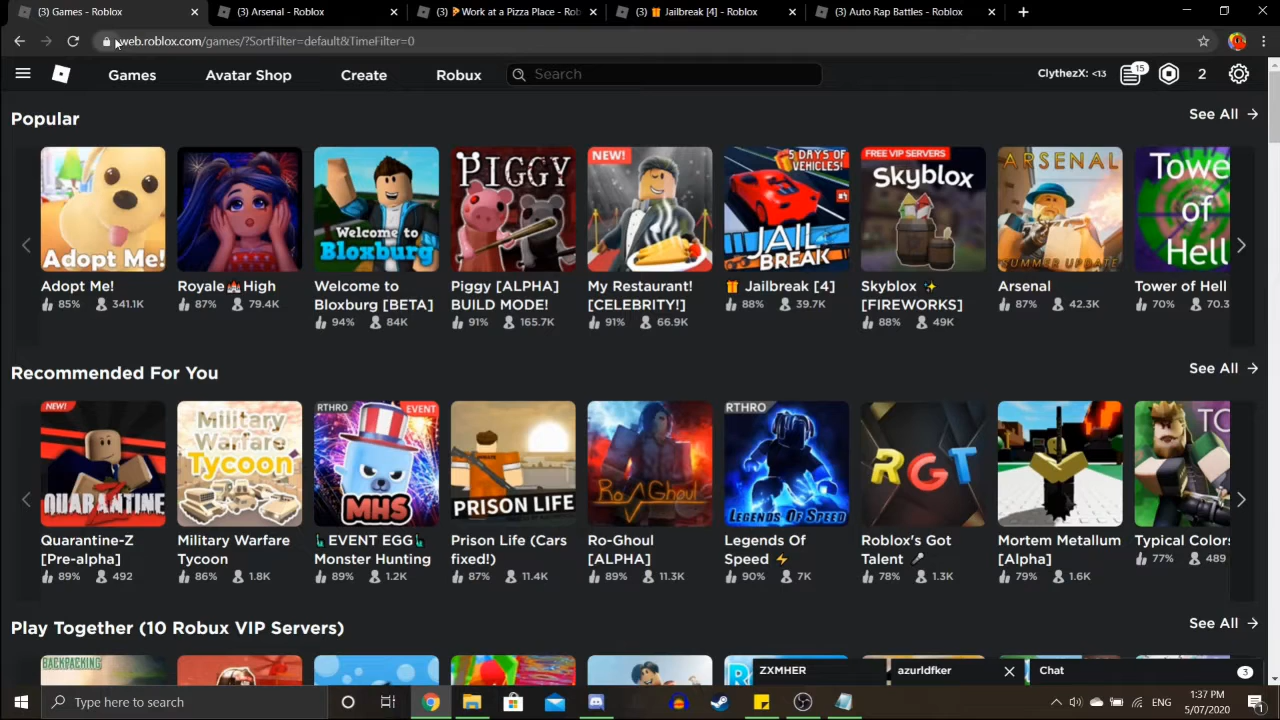 (3) Games - Roblox
(3) Arsenal - Roblox
(3) 🍕Work at a Pizza Place - Rob
(3) 🎁 Jailbreak [4] - Roblox
(3) Auto Rap Battles - Roblox
web.roblox.com/games/?SortFilter=default&TimeFilter=0
Games
Avatar Shop
Create
Robux
Search
ClythezX: <13
15
2
Popular
See All →
Adopt Me!
PIGGY
Welcome to Bloxburg
NEW!
5 DAYS OF VEHICLES!
JAIL BREAK
FREE VIP SERVERS
Skyblox
ARSENAL
SUMMER UPDATE
Tower of Hell
Adopt Me!
85% 341.1K
Royale🏰High
87% 79.4K
Welcome to
Bloxburg [BETA]
94% 84K
Piggy [ALPHA]
BUILD MODE!
91% 165.7K
My Restaurant!
[CELEBRITY!]
91% 66.9K
🎁 Jailbreak [4]
88% 39.7K
Skyblox ✨
[FIREWORKS]
88% 49K
Arsenal
87% 42.3K
Tower of Hell
70% 70.3
Recommended For You
See All →
NEW!
QUARANTINE
Military Warfare Tycoon
RTHRO
EVENT
MHS
PRISON LIFE
Ro-Ghoul
RTHRO
LEGENDS OF SPEED
RGT
Quarantine-Z
[Pre-alpha]
89% 492
Military Warfare
Tycoon
86% 1.8K
EVENT EGG
Monster Hunting
89% 1.2K
Prison Life (Cars
fixed!)
87% 11.4K
Ro-Ghoul
[ALPHA]
89% 11.3K
Legends Of
Speed ⚡
90% 7K
Roblox's Got
Talent 🎤
78% 1.3K
Mortem Metallum
[Alpha]
79% 1.6K
Typical Colors
77% 489
Play Together (10 Robux VIP Servers)
See All →
BACKPACKING
ZXMHER
azurldfker
Chat
3
Type here to search
ENG
1:37 PM
5/07/2020
1